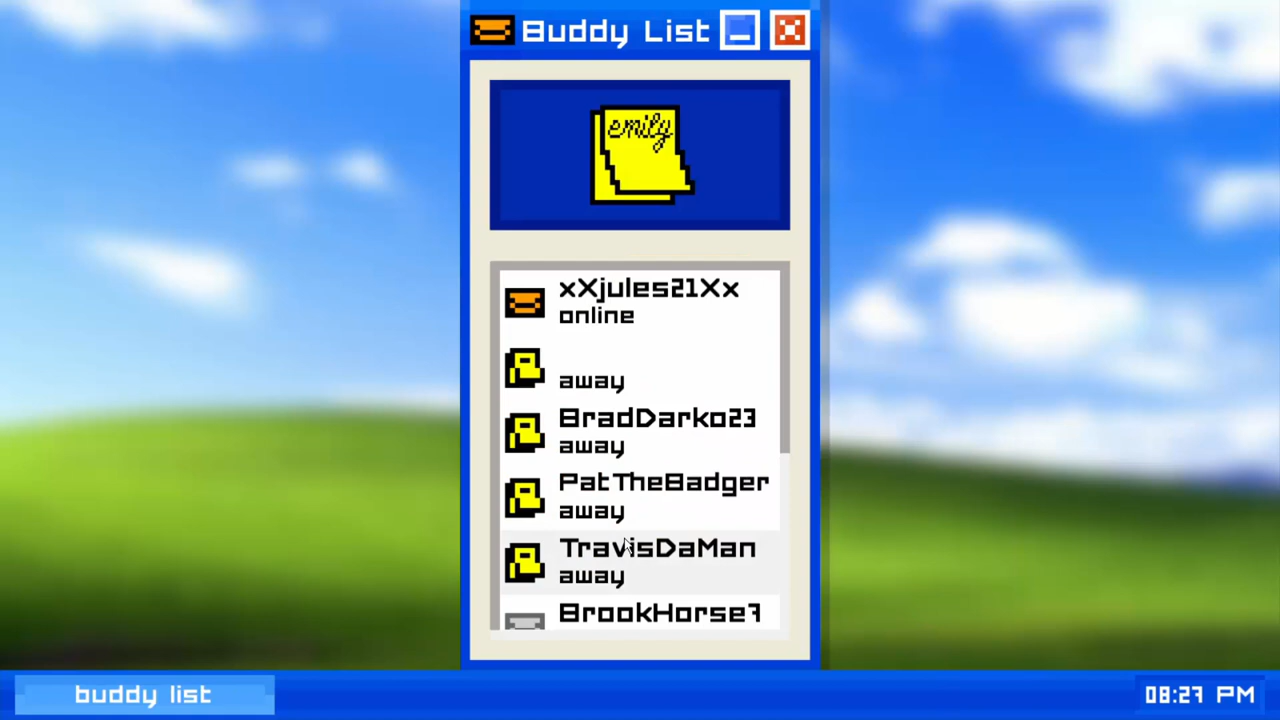 Buddy List
emily
xXjules21Xx
online
away
BradDarko23
away
PatTheBadger
away
TravisDaMan
away
BrookHorse7
buddy list
08:27 PM